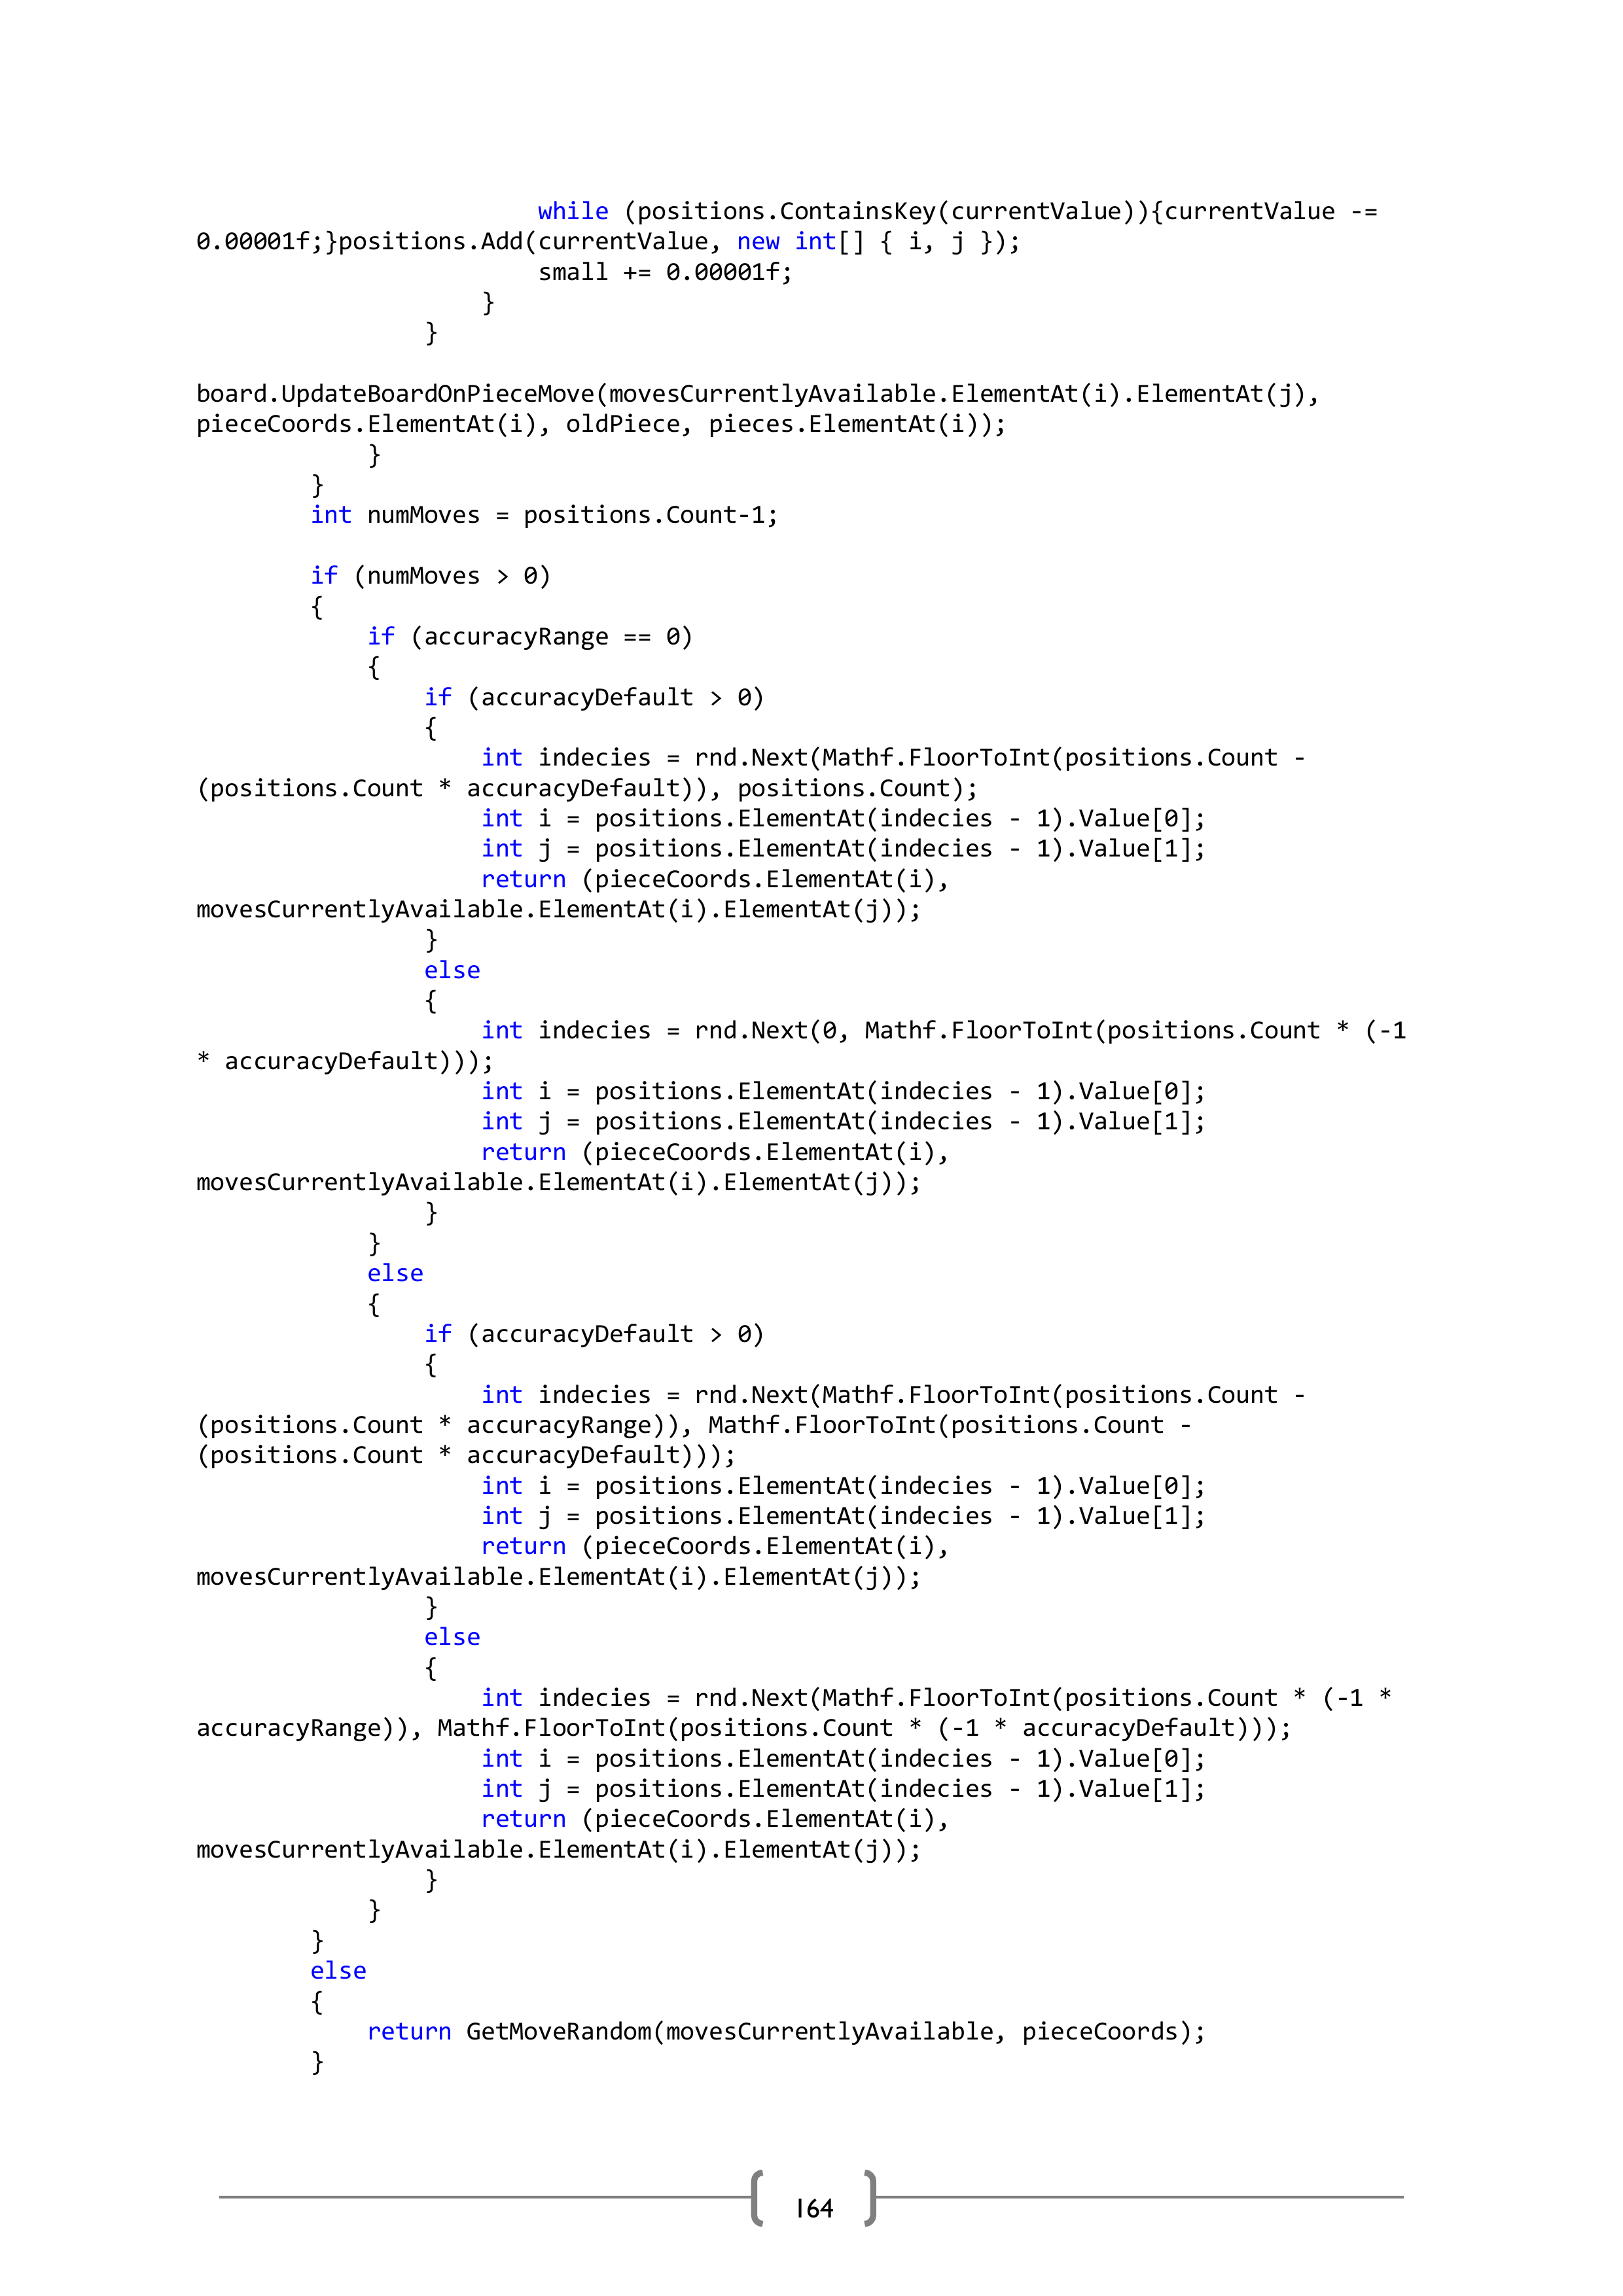 while (positions.ContainsKey(currentValue)){currentValue -=
0.00001f;}positions.Add(currentValue, new int[] { i, j });
                        small += 0.00001f;
                    }
                }

board.UpdateBoardOnPieceMove(movesCurrentlyAvailable.ElementAt(i).ElementAt(j),
pieceCoords.ElementAt(i), oldPiece, pieces.ElementAt(i));
            }
        }
        int numMoves = positions.Count-1;

        if (numMoves > 0)
        {
            if (accuracyRange == 0)
            {
                if (accuracyDefault > 0)
                {
                    int indecies = rnd.Next(Mathf.FloorToInt(positions.Count -
(positions.Count * accuracyDefault)), positions.Count);
                    int i = positions.ElementAt(indecies - 1).Value[0];
                    int j = positions.ElementAt(indecies - 1).Value[1];
                    return (pieceCoords.ElementAt(i),
movesCurrentlyAvailable.ElementAt(i).ElementAt(j));
                }
                else
                {
                    int indecies = rnd.Next(0, Mathf.FloorToInt(positions.Count * (-1
* accuracyDefault)));
                    int i = positions.ElementAt(indecies - 1).Value[0];
                    int j = positions.ElementAt(indecies - 1).Value[1];
                    return (pieceCoords.ElementAt(i),
movesCurrentlyAvailable.ElementAt(i).ElementAt(j));
                }
            }
            else
            {
                if (accuracyDefault > 0)
                {
                    int indecies = rnd.Next(Mathf.FloorToInt(positions.Count -
(positions.Count * accuracyRange)), Mathf.FloorToInt(positions.Count -
(positions.Count * accuracyDefault)));
                    int i = positions.ElementAt(indecies - 1).Value[0];
                    int j = positions.ElementAt(indecies - 1).Value[1];
                    return (pieceCoords.ElementAt(i),
movesCurrentlyAvailable.ElementAt(i).ElementAt(j));
                }
                else
                {
                    int indecies = rnd.Next(Mathf.FloorToInt(positions.Count * (-1 *
accuracyRange)), Mathf.FloorToInt(positions.Count * (-1 * accuracyDefault)));
                    int i = positions.ElementAt(indecies - 1).Value[0];
                    int j = positions.ElementAt(indecies - 1).Value[1];
                    return (pieceCoords.ElementAt(i),
movesCurrentlyAvailable.ElementAt(i).ElementAt(j));
                }
            }
        }
        else
        {
            return GetMoveRandom(movesCurrentlyAvailable, pieceCoords);
        }
164